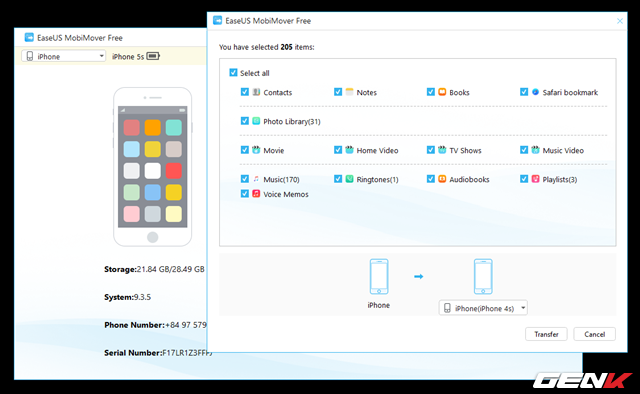 EaseUS MobiMover Free
iPhone
iPhone 5s
Storage:21.84 GB/28.49 GB
System:9.3.5
Phone Number:+84 97 579
Serial Number:
EaseUS MobiMover Free
You have selected 205 items:
Select all
Contacts Notes Books Safari bookmark
Photo Library(31)
Movie Home Video TV Shows Music Video
Music(170) Ringtones(1) Audiobooks Playlists(3)
Voice Memos
iPhone
iPhone(iPhone 4s)
Transfer Cancel
GENK